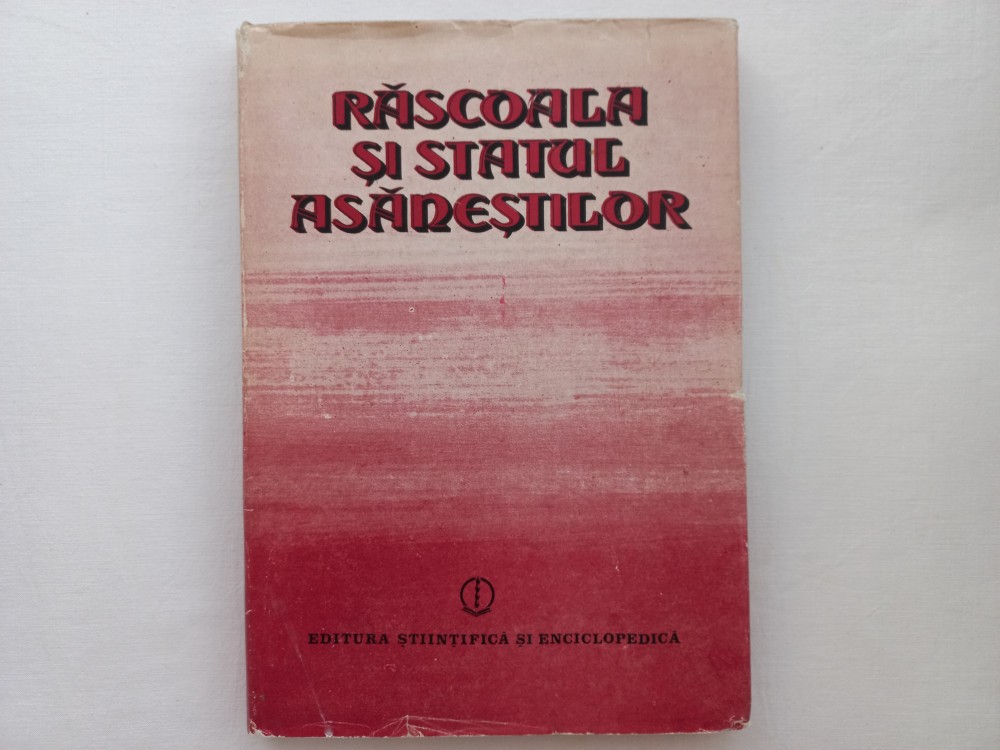 RĂSCOALA
ȘI STATUL
ASĂNEȘTILOR
EDITURA ȘTIINȚIFICĂ ȘI ENCICLOPEDICĂ